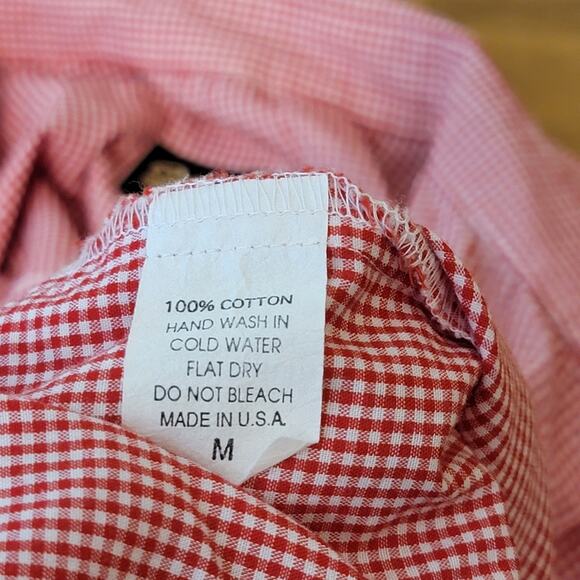 100% COTTON
HAND WASH IN
COLD WATER
FLAT DRY
DO NOT BLEACH
MADE IN U.S.A.
M